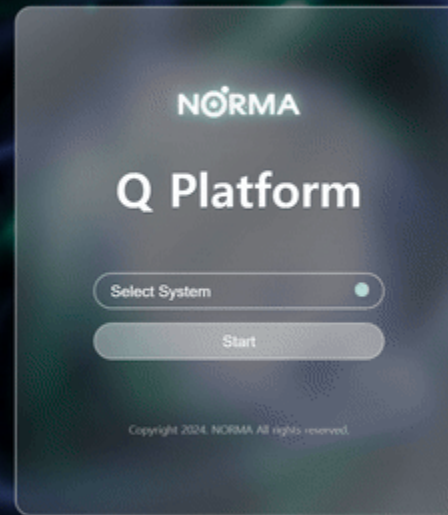 NORMA
Q Platform
Select System
Start
Copyright 2024. NORMA All rights reserved.